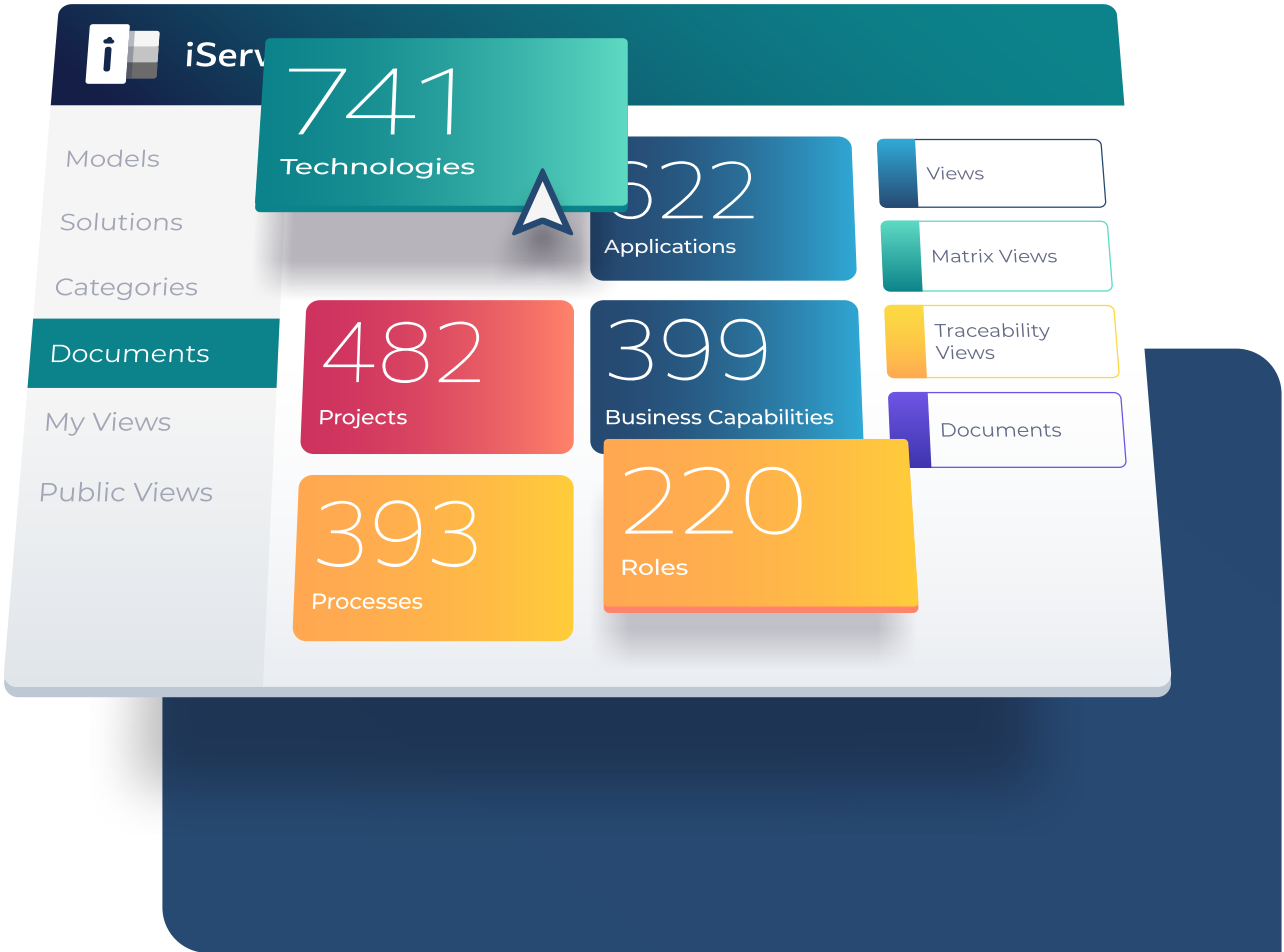 iServ
741
Technologies
622
Applications
482
Projects
399
Business Capabilities
393
Processes
220
Roles
Models
Solutions
Categories
Documents
My Views
Public Views
Views
Matrix Views
Traceability
Views
Documents